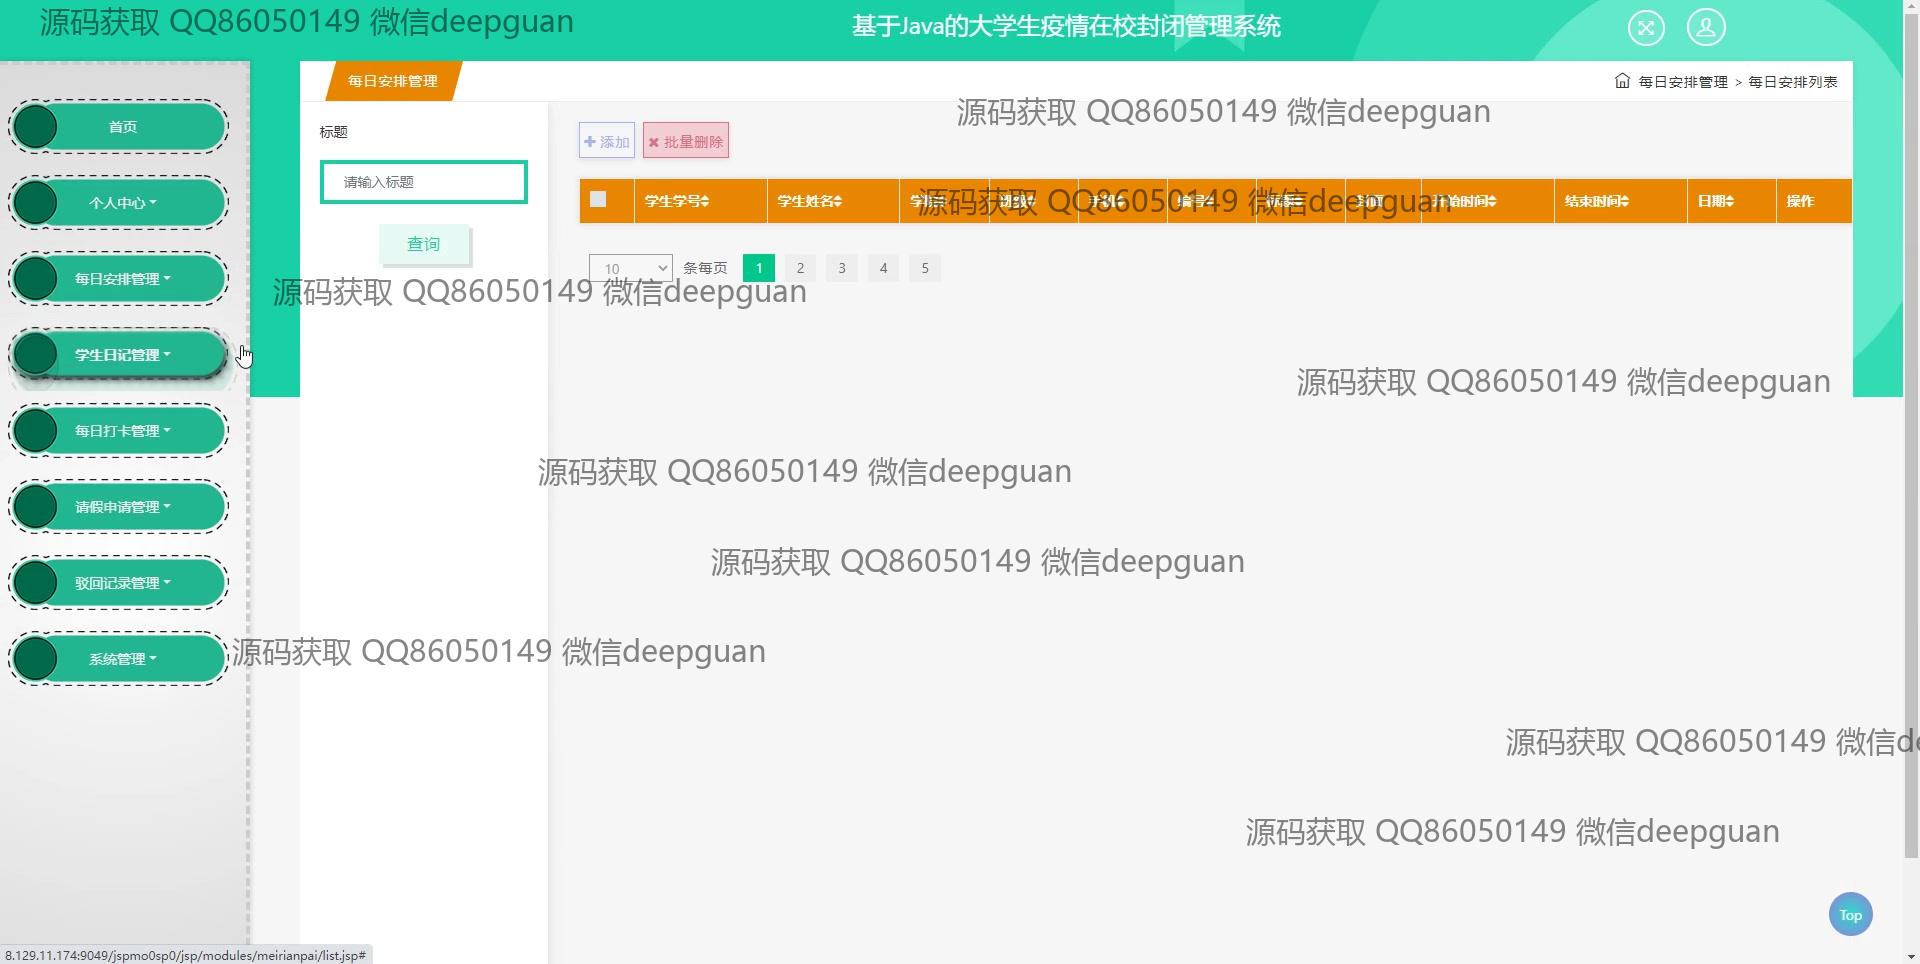 源码获取 QQ86050149 微信deepguan
基于Java的大学生疫情在校封闭管理系统
每日安排管理
每日安排管理 > 每日安排列表
首页
个人中心
每日安排管理
学生日记管理
每日打卡管理
请假申请管理
驳回记录管理
系统管理
标题
请输入标题
查询
源码获取 QQ86050149 微信deepguan
添加
批量删除
学生学号 学生姓名 开始时间 结束时间 日期 操作
源码获取 QQ86050149 微信deepguan
10 条每页 1 2 3 4 5
源码获取 QQ86050149 微信deepguan
源码获取 QQ86050149 微信deepguan
源码获取 QQ86050149 微信deepguan
源码获取 QQ86050149 微信deepguan
源码获取 QQ86050149 微信deepguan
源码获取 QQ86050149 微信de
源码获取 QQ86050149 微信deepguan
Top
8.129.11.174:9049/jspmo0sp0/jsp/modules/meirianpai/list.jsp#